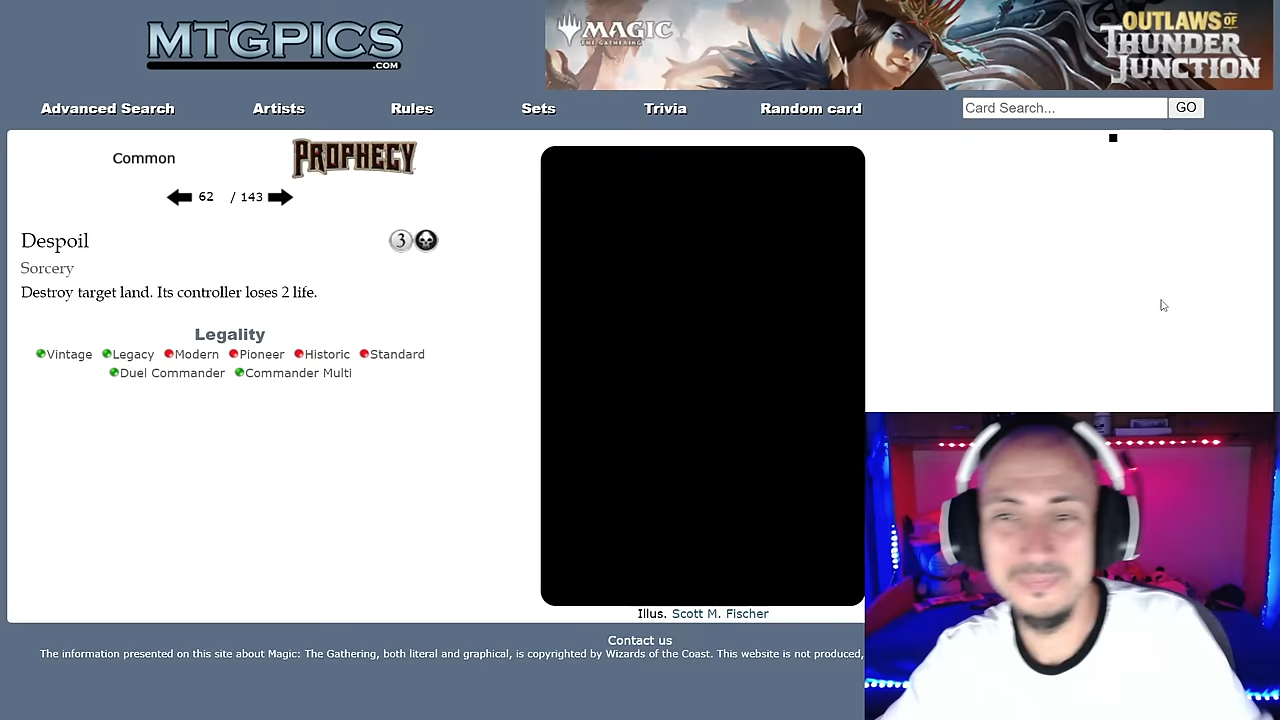 MTGPICS
.COM
MAGIC
THE GATHERING
OUTLAWS OF
THUNDER
JUNCTION
Advanced Search
Artists
Rules
Sets
Trivia
Random card
Card Search...
GO
Common
PROPHECY
62 / 143
Despoil
3
Sorcery
Destroy target land. Its controller loses 2 life.
Legality
Vintage Legacy Modern Pioneer Historic Standard
Duel Commander Commander Multi
Illus. Scott M. Fischer
Contact us
The information presented on this site about Magic: The Gathering, both literal and graphical, is copyrighted by Wizards of the Coast. This website is not produced,